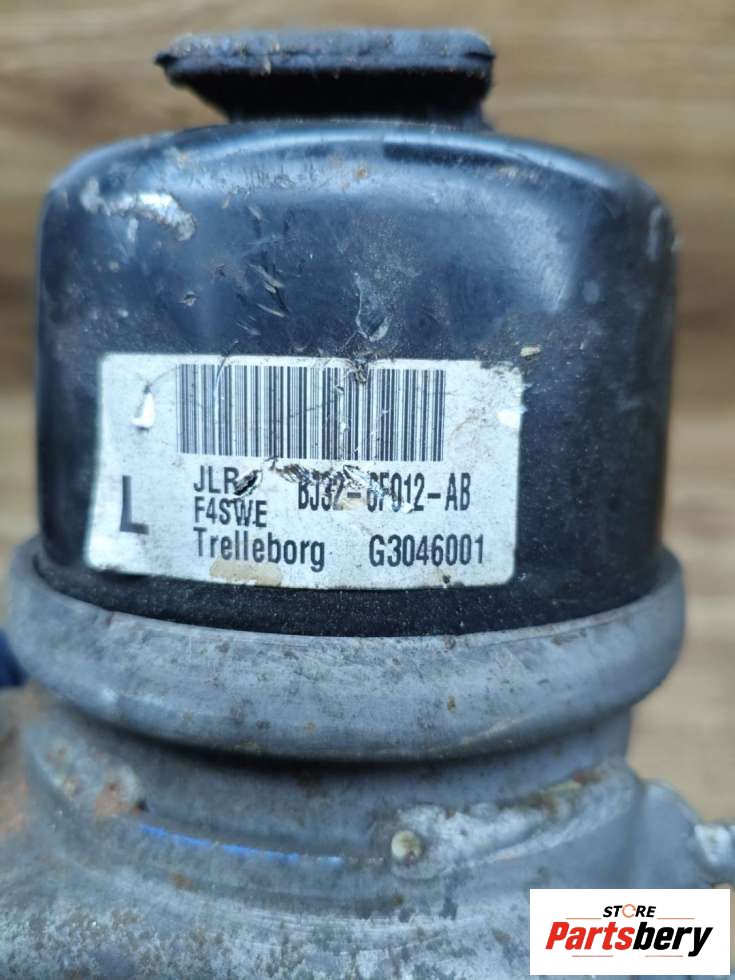 JLR BJ32-6F012-AB
L F4SWE
Trelleborg G3046001
STORE
Partsbery